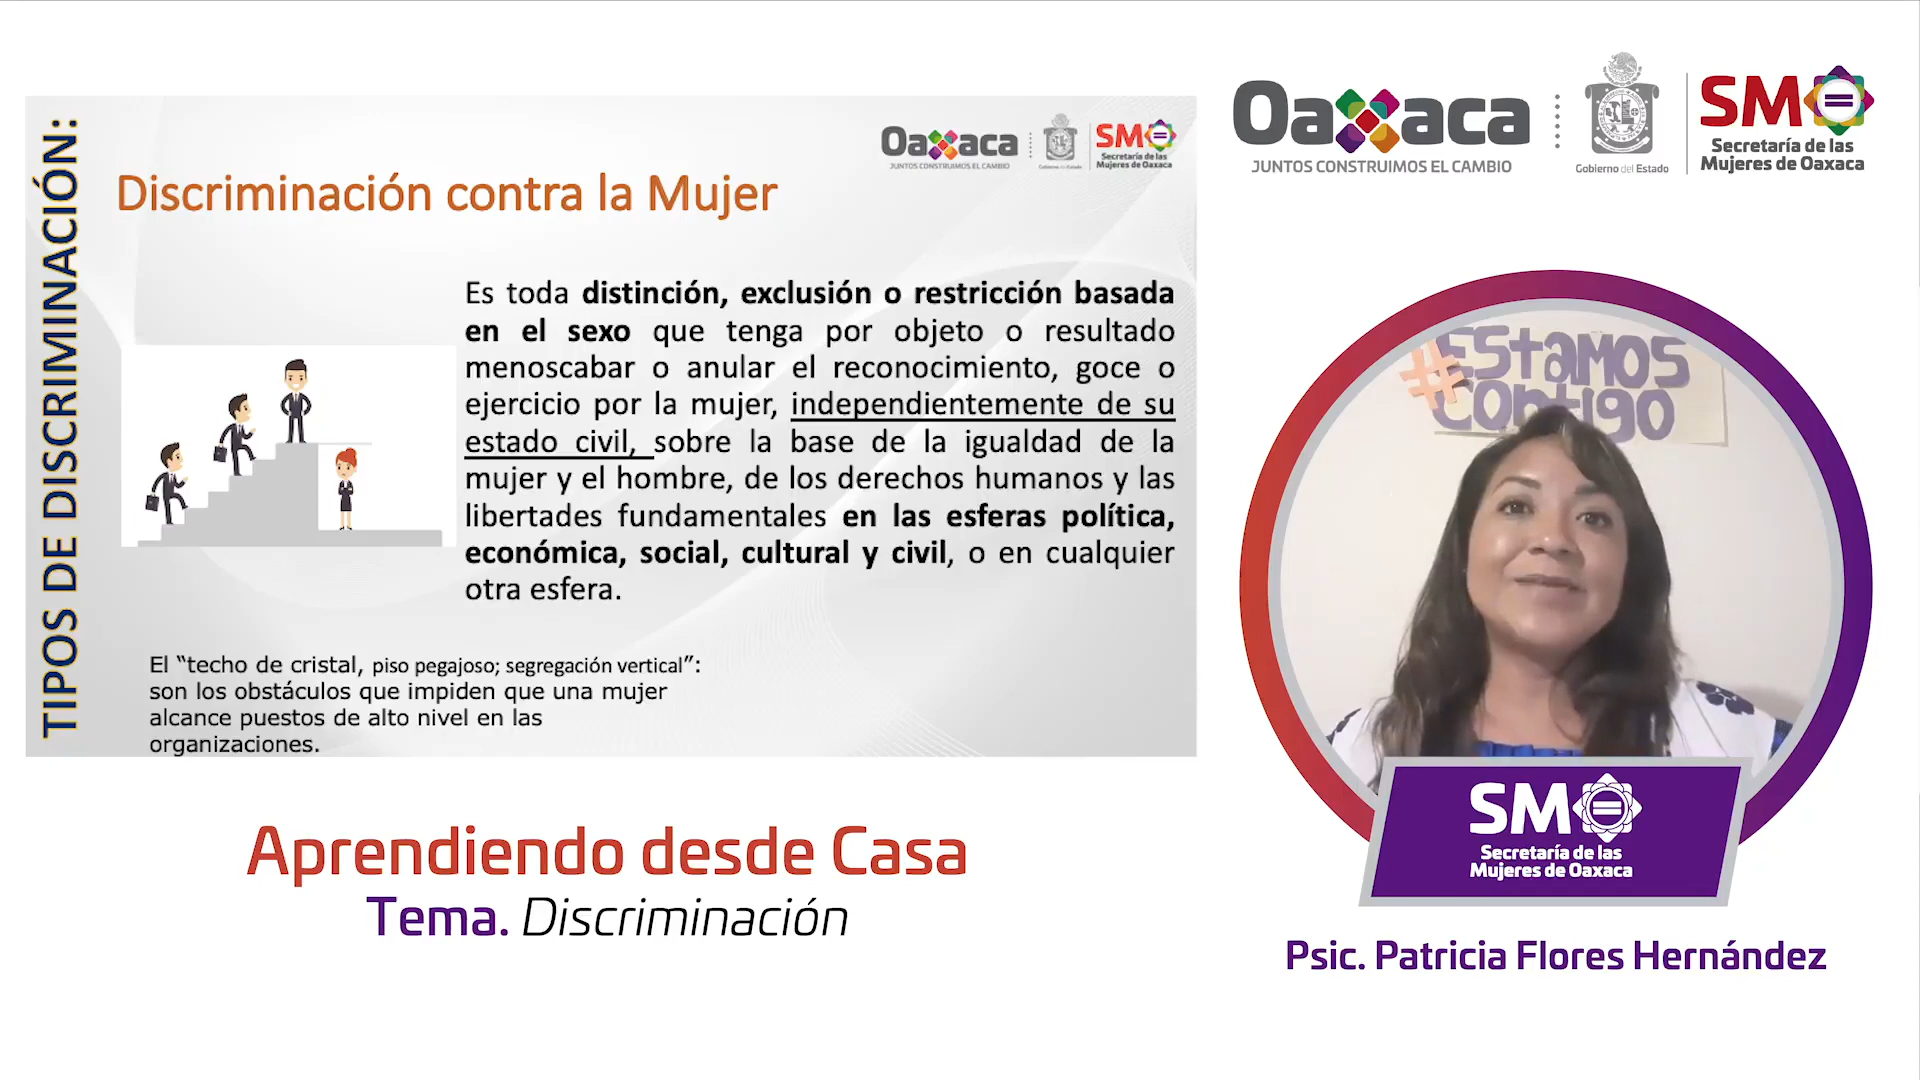 TIPOS DE DISCRIMINACIÓN:
Discriminación contra la Mujer
Oaxaca
JUNTOS CONSTRUIMOS EL CAMBIO
Gobierno del Estado
SM
Secretaría de las
Mujeres de Oaxaca
Es toda distinción, exclusión o restricción basada
en el sexo que tenga por objeto o resultado
menoscabar o anular el reconocimiento, goce o
ejercicio por la mujer, independientemente de su
estado civil, sobre la base de la igualdad de la
mujer y el hombre, de los derechos humanos y las
libertades fundamentales en las esferas política,
económica, social, cultural y civil, o en cualquier
otra esfera.
El “techo de cristal, piso pegajoso; segregación vertical”:
son los obstáculos que impiden que una mujer
alcance puestos de alto nivel en las
organizaciones.
Oaxaca
JUNTOS CONSTRUIMOS EL CAMBIO
Gobierno del Estado
SM
Secretaría de las
Mujeres de Oaxaca
#EStamos
contigo
SM
Secretaría de las
Mujeres de Oaxaca
Psic. Patricia Flores Hernández
Aprendiendo desde Casa
Tema. Discriminación